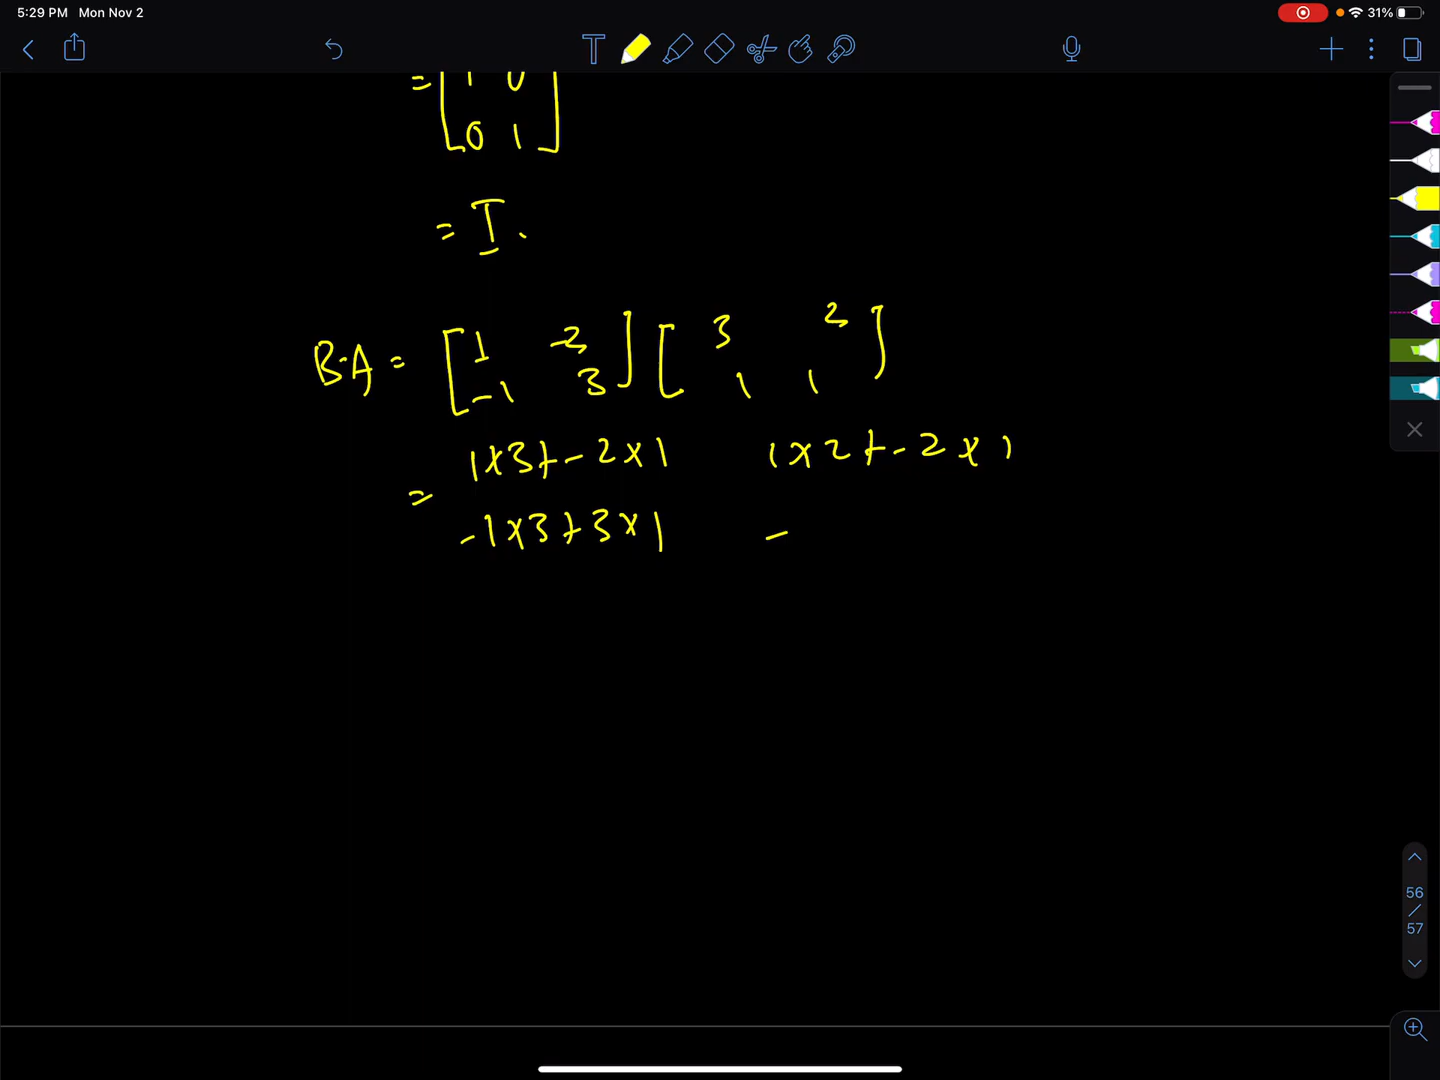 5:29 PM Mon Nov 2
31%
T
= [ 1 0
0 1 ]
= I.
B·A = [ 1 -2 ] [ 3 2 ]
-1 3 1 1
1×3+-2×1 1×2+-2×1
=
-1×3+3×1 -
56
/
57